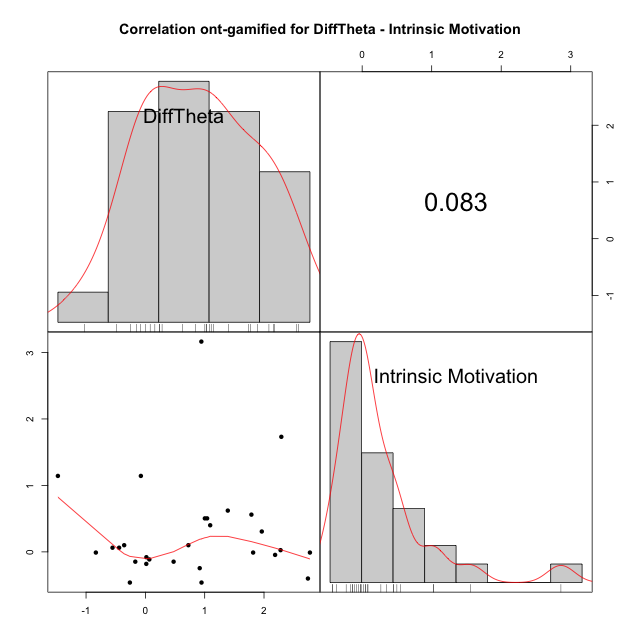 Correlation ont-gamified for DiffTheta - Intrinsic Motivation
0 1 3
DiffTheta
2
1
0
-1
0.083
3
2
1
0
Intrinsic Motivation
-1 0 1 2